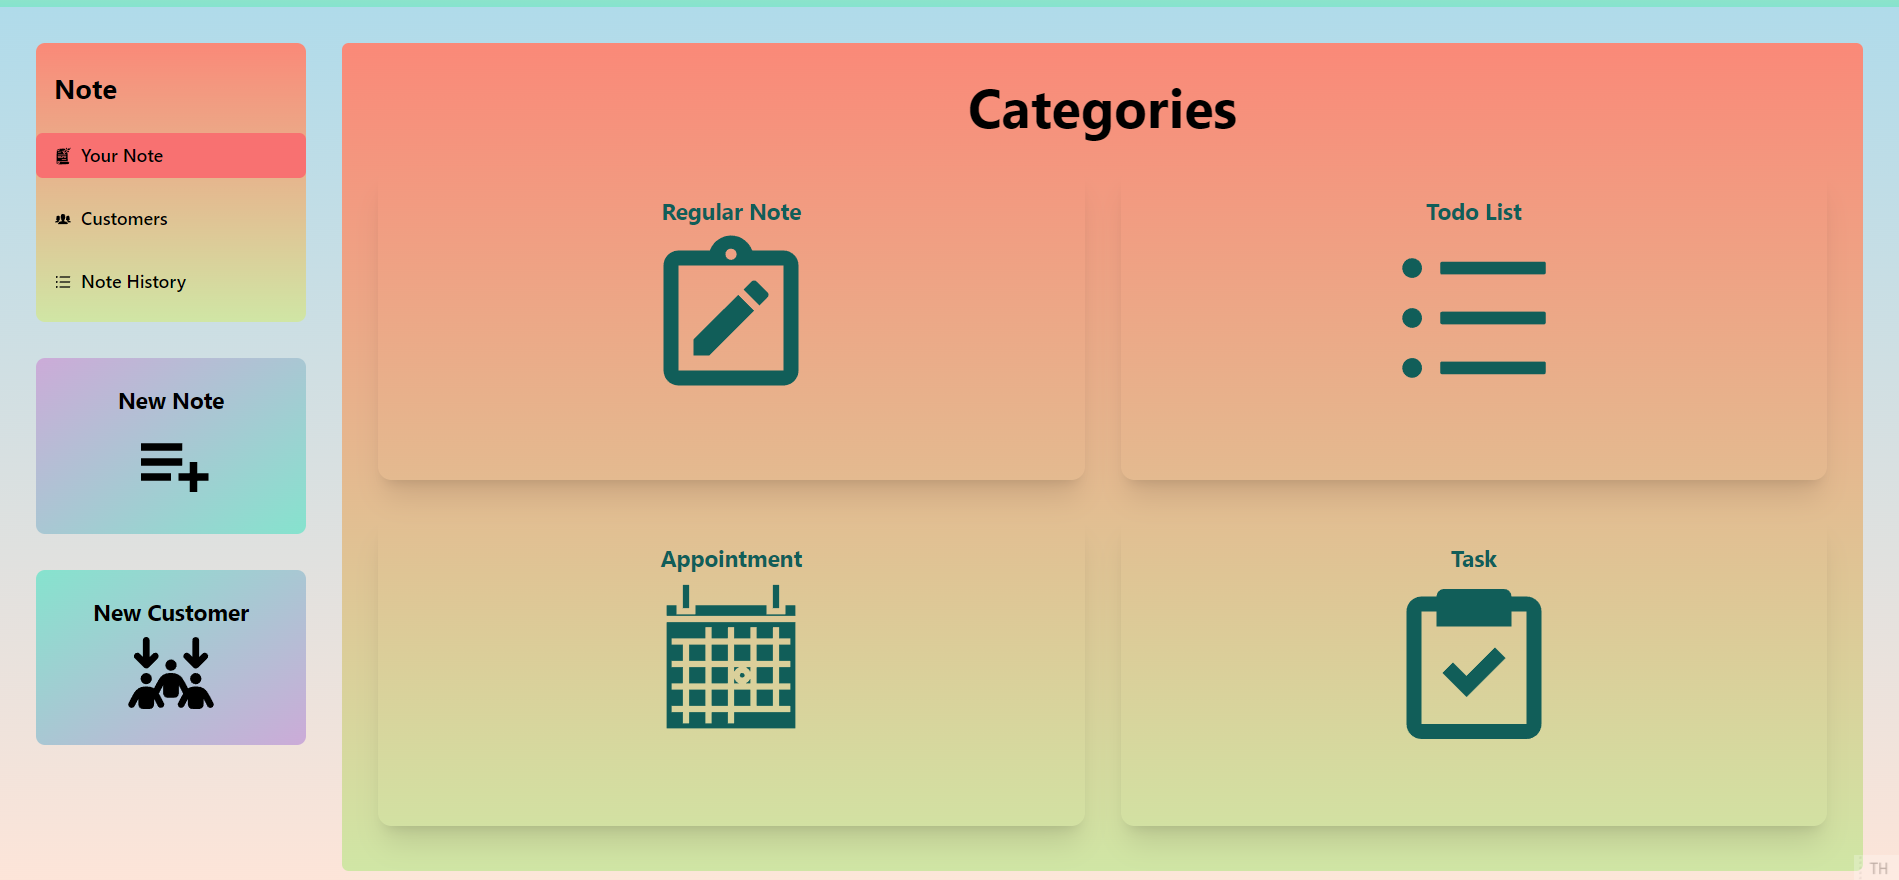 Note
Your Note
Customers
Note History
New Note
New Customer
Categories
Regular Note
Todo List
Appointment
Task
TH